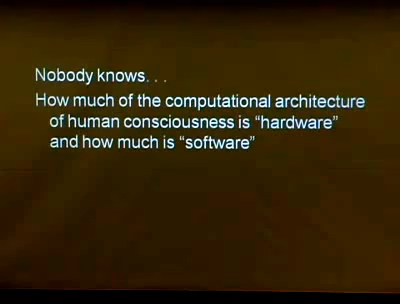 Nobody knows. . .
How much of the computational architecture
of human consciousness is “hardware”
and how much is “software”